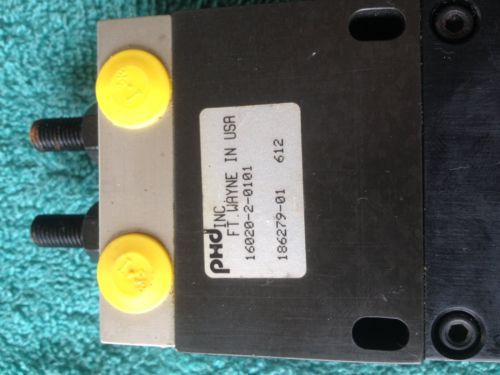 PHD INC
FT. WAYNE IN USA
16020-2-0101
186279-01 612